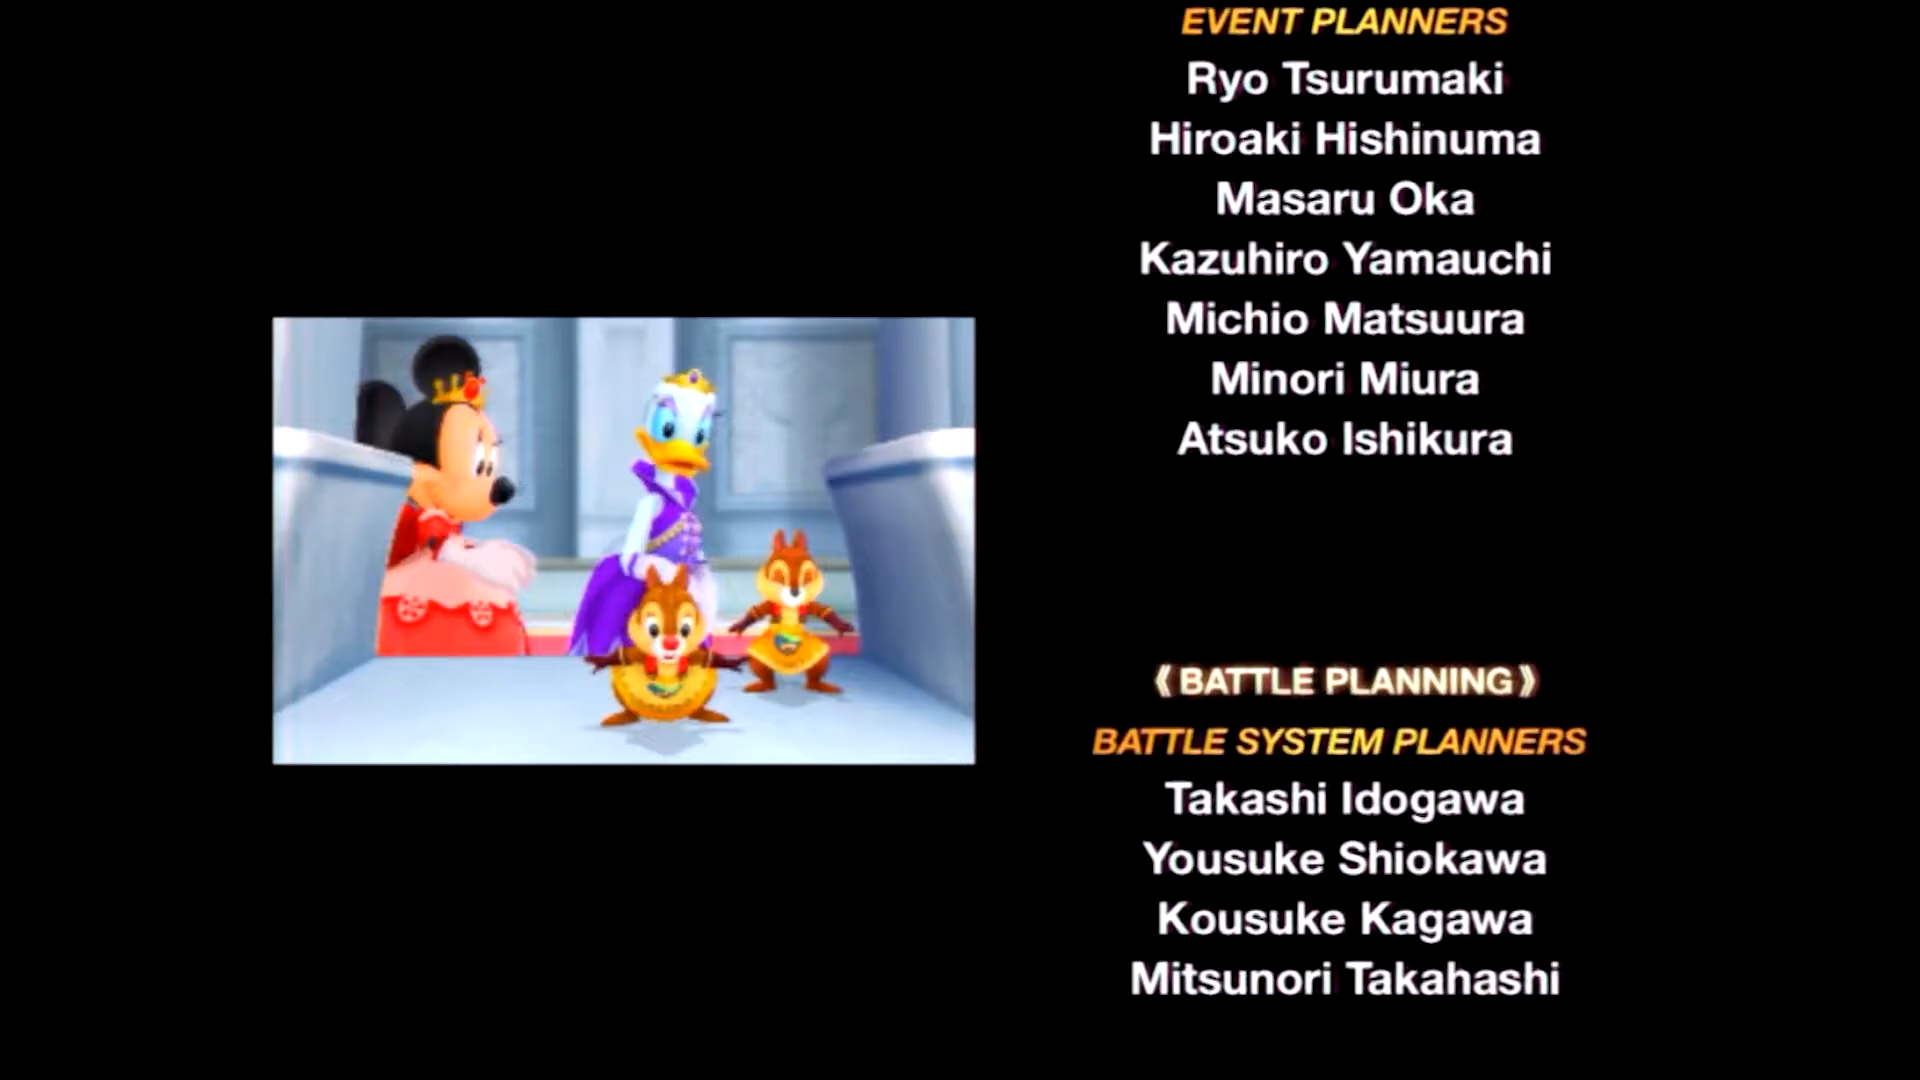 EVENT PLANNERS
Ryo Tsurumaki
Hiroaki Hishinuma
Masaru Oka
Kazuhiro Yamauchi
Michio Matsuura
Minori Miura
Atsuko Ishikura
《BATTLE PLANNING》
BATTLE SYSTEM PLANNERS
Takashi Idogawa
Yousuke Shiokawa
Kousuke Kagawa
Mitsunori Takahashi